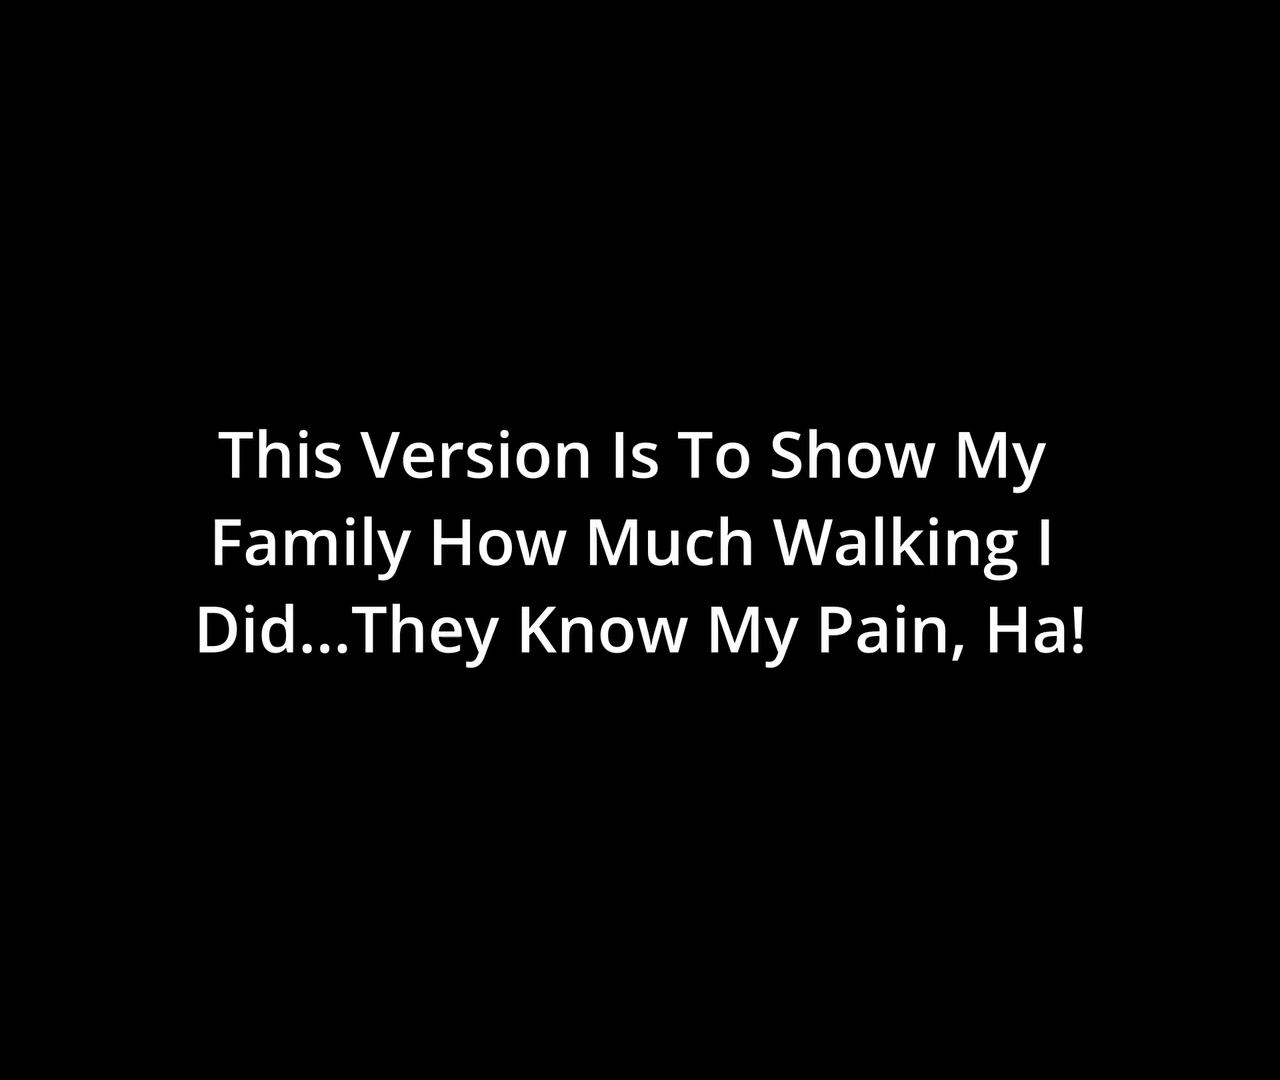 This Version Is To Show My
Family How Much Walking I
Did...They Know My Pain, Ha!